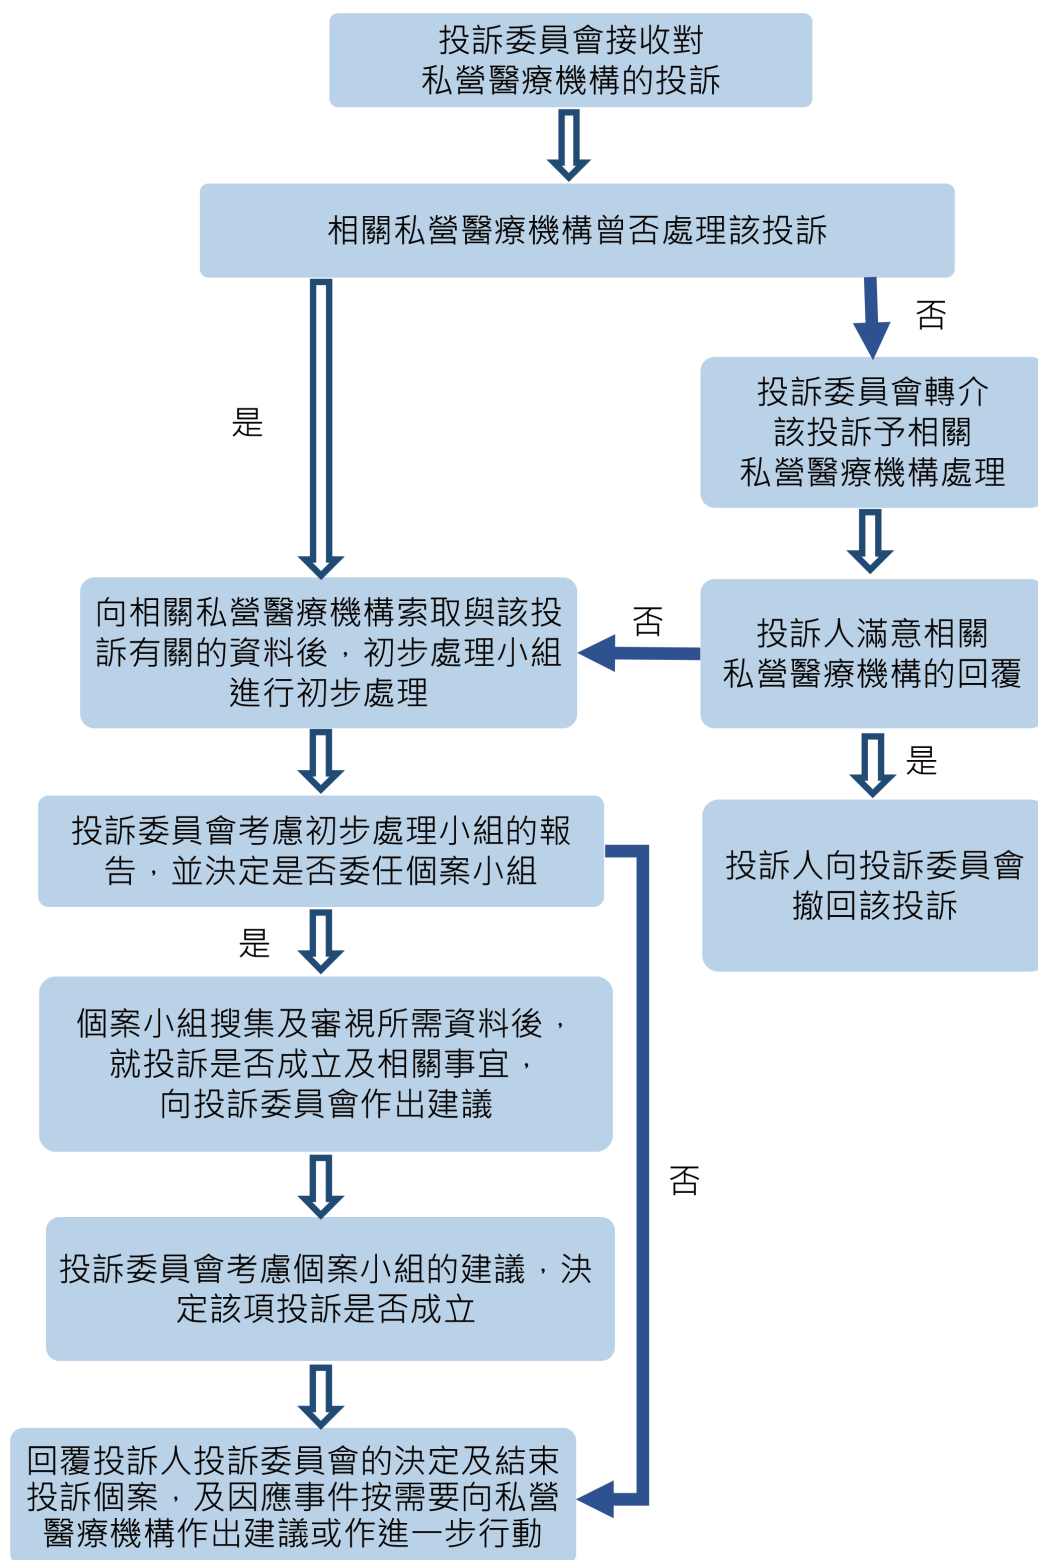 投訴委員會接收對
私營醫療機構的投訴
相關私營醫療機構曾否處理該投訴
否
是
投訴委員會轉介
該投訴予相關
私營醫療機構處理
向相關私營醫療機構索取與該投
訴有關的資料後，初步處理小組
進行初步處理
否
投訴人滿意相關
私營醫療機構的回覆
是
投訴人向投訴委員會
撤回該投訴
投訴委員會考慮初步處理小組的報
告，並決定是否委任個案小組
是
個案小組搜集及審視所需資料後，
就投訴是否成立及相關事宜，
向投訴委員會作出建議
否
投訴委員會考慮個案小組的建議，決
定該項投訴是否成立
回覆投訴人投訴委員會的決定及結束
投訴個案，及因應事件按需要向私營
醫療機構作出建議或作進一步行動